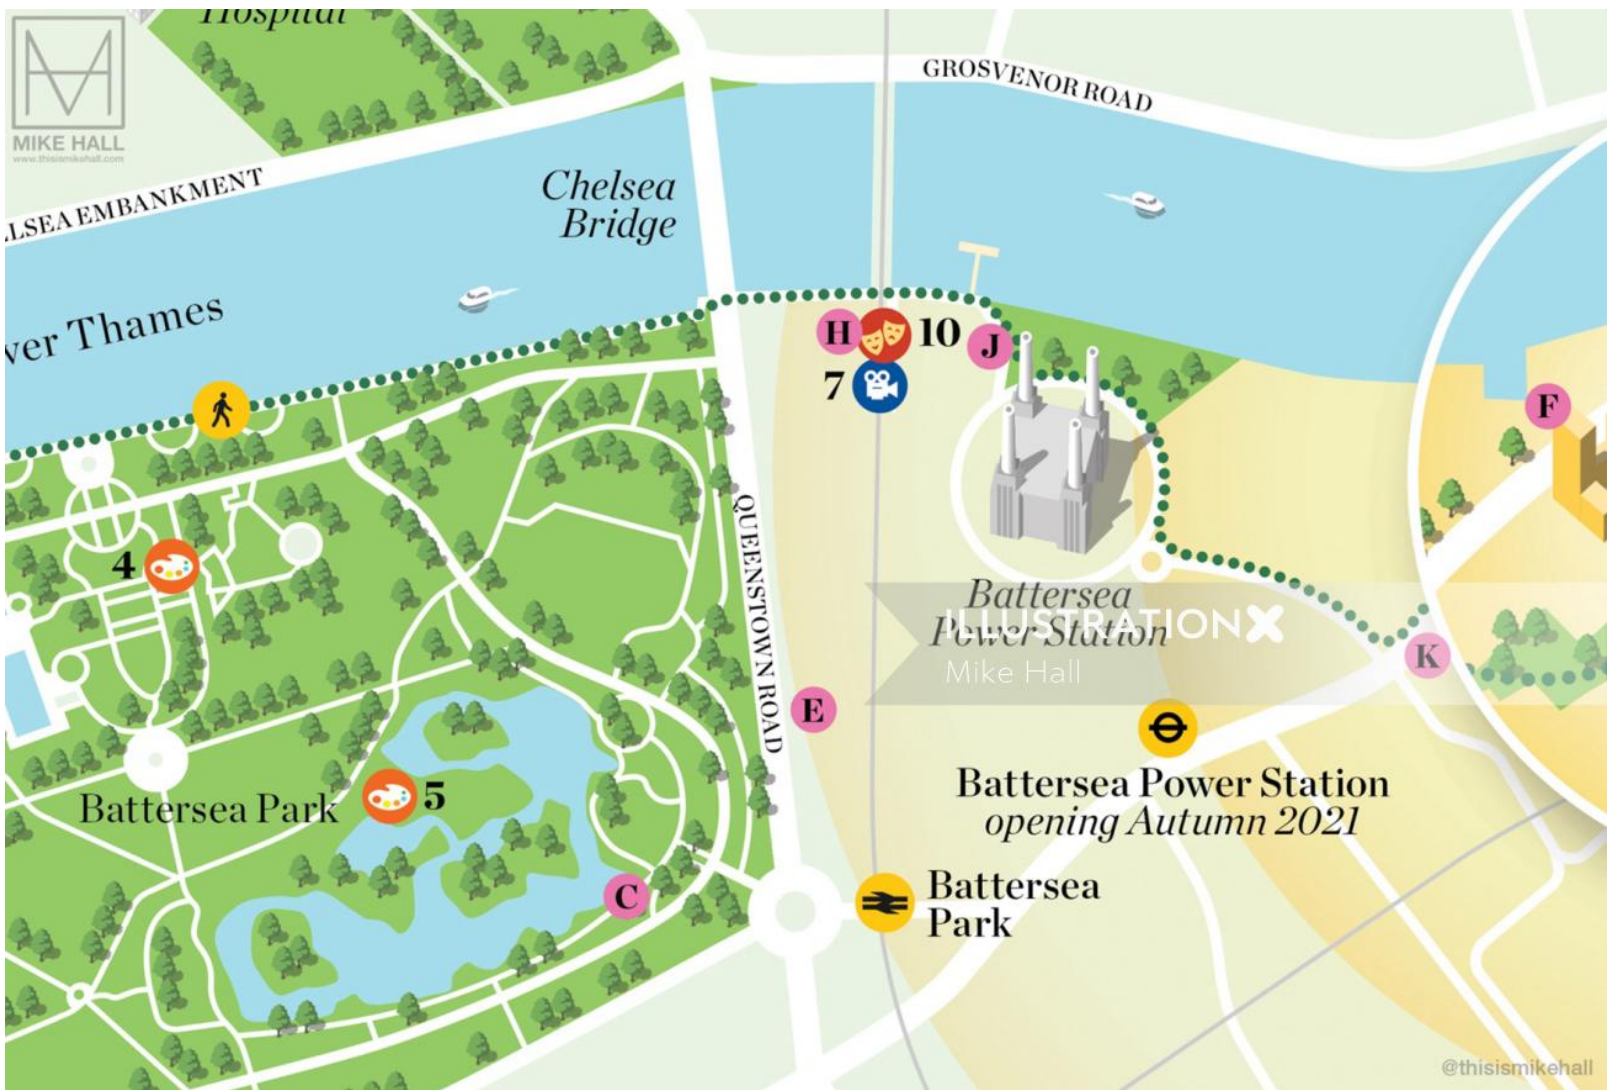 Hospital
MIKE HALL
www.thisismikehall.com
GROSVENOR ROAD
LSEA EMBANKMENT
Chelsea
Bridge
ver Thames
H
10
J
7
F
QUEENSTOWN ROAD
4
Battersea
Power Station
ILLUSTRATIONX
Mike Hall
K
E
Battersea Park
5
Battersea Power Station
opening Autumn 2021
C
Battersea
Park
@thisismikehall